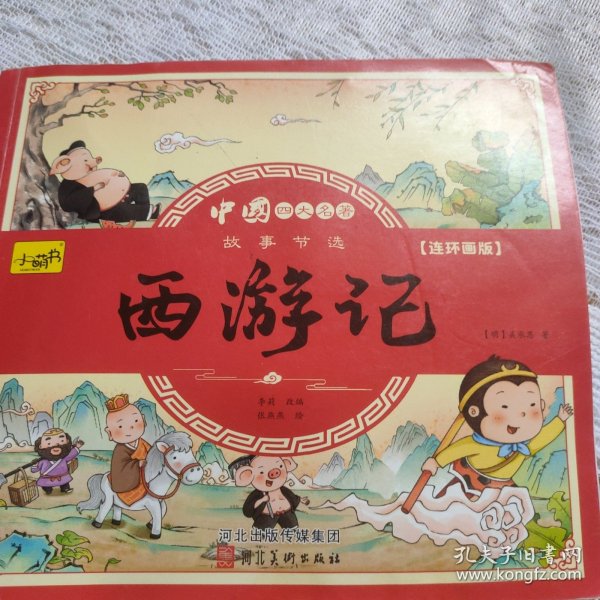 中国四大名著
故事节选
【连环画版】
小萌书
西游记
【明】吴承恩 著
李莉 改编
张燕燕 绘
河北出版传媒集团
河北美术出版社
孔夫子旧书网
www.kongfz.com